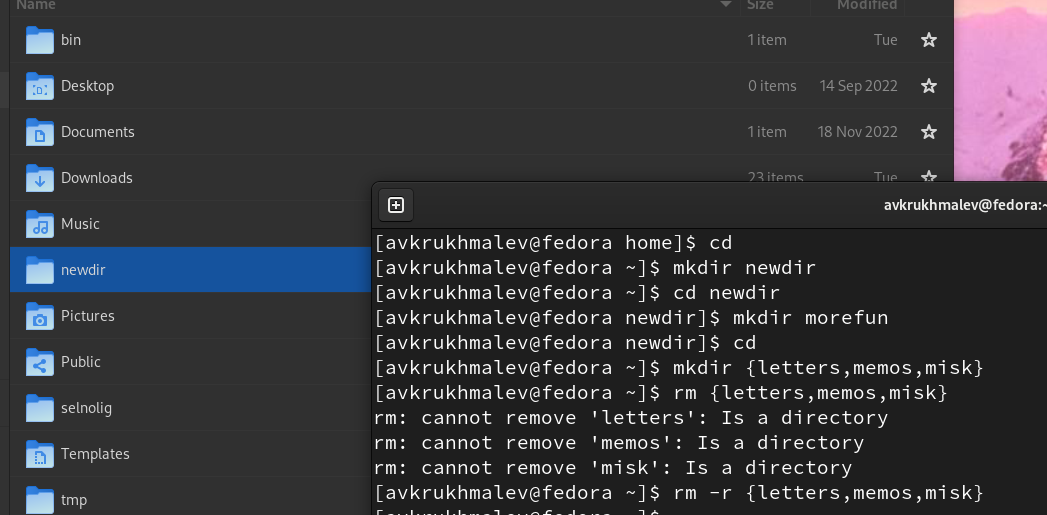 Name Size Modified
bin 1 item Tue
Desktop 0 items 14 Sep 2022
Documents 1 item 18 Nov 2022
Downloads 23 items Tue
Music
newdir
Pictures
Public
selnolig
Templates
tmp
avkrukhmalev@fedora:~
[avkrukhmalev@fedora home]$ cd
[avkrukhmalev@fedora ~]$ mkdir newdir
[avkrukhmalev@fedora ~]$ cd newdir
[avkrukhmalev@fedora newdir]$ mkdir morefun
[avkrukhmalev@fedora newdir]$ cd
[avkrukhmalev@fedora ~]$ mkdir {letters,memos,misk}
[avkrukhmalev@fedora ~]$ rm {letters,memos,misk}
rm: cannot remove 'letters': Is a directory
rm: cannot remove 'memos': Is a directory
rm: cannot remove 'misk': Is a directory
[avkrukhmalev@fedora ~]$ rm -r {letters,memos,misk}